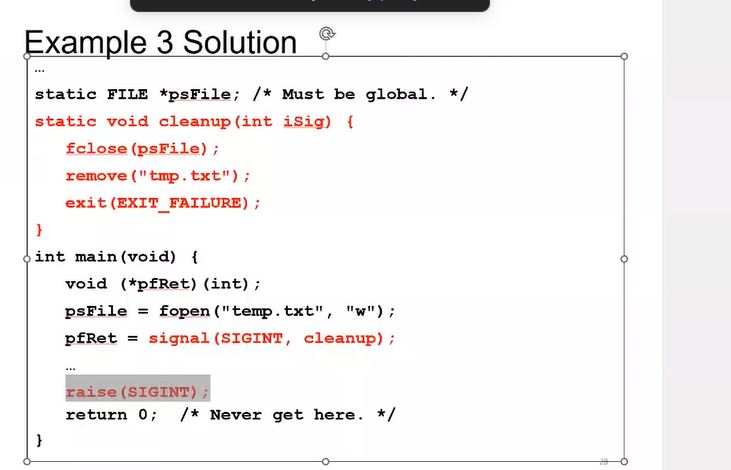 Example 3 Solution
…
static FILE *psFile; /* Must be global. */
static void cleanup(int iSig) {
fclose(psFile);
remove("tmp.txt");
exit(EXIT_FAILURE);
}
int main(void) {
void (*pfRet)(int);
psFile = fopen("temp.txt", "w");
pfRet = signal(SIGINT, cleanup);
…
raise(SIGINT);
return 0;  /* Never get here. */
}